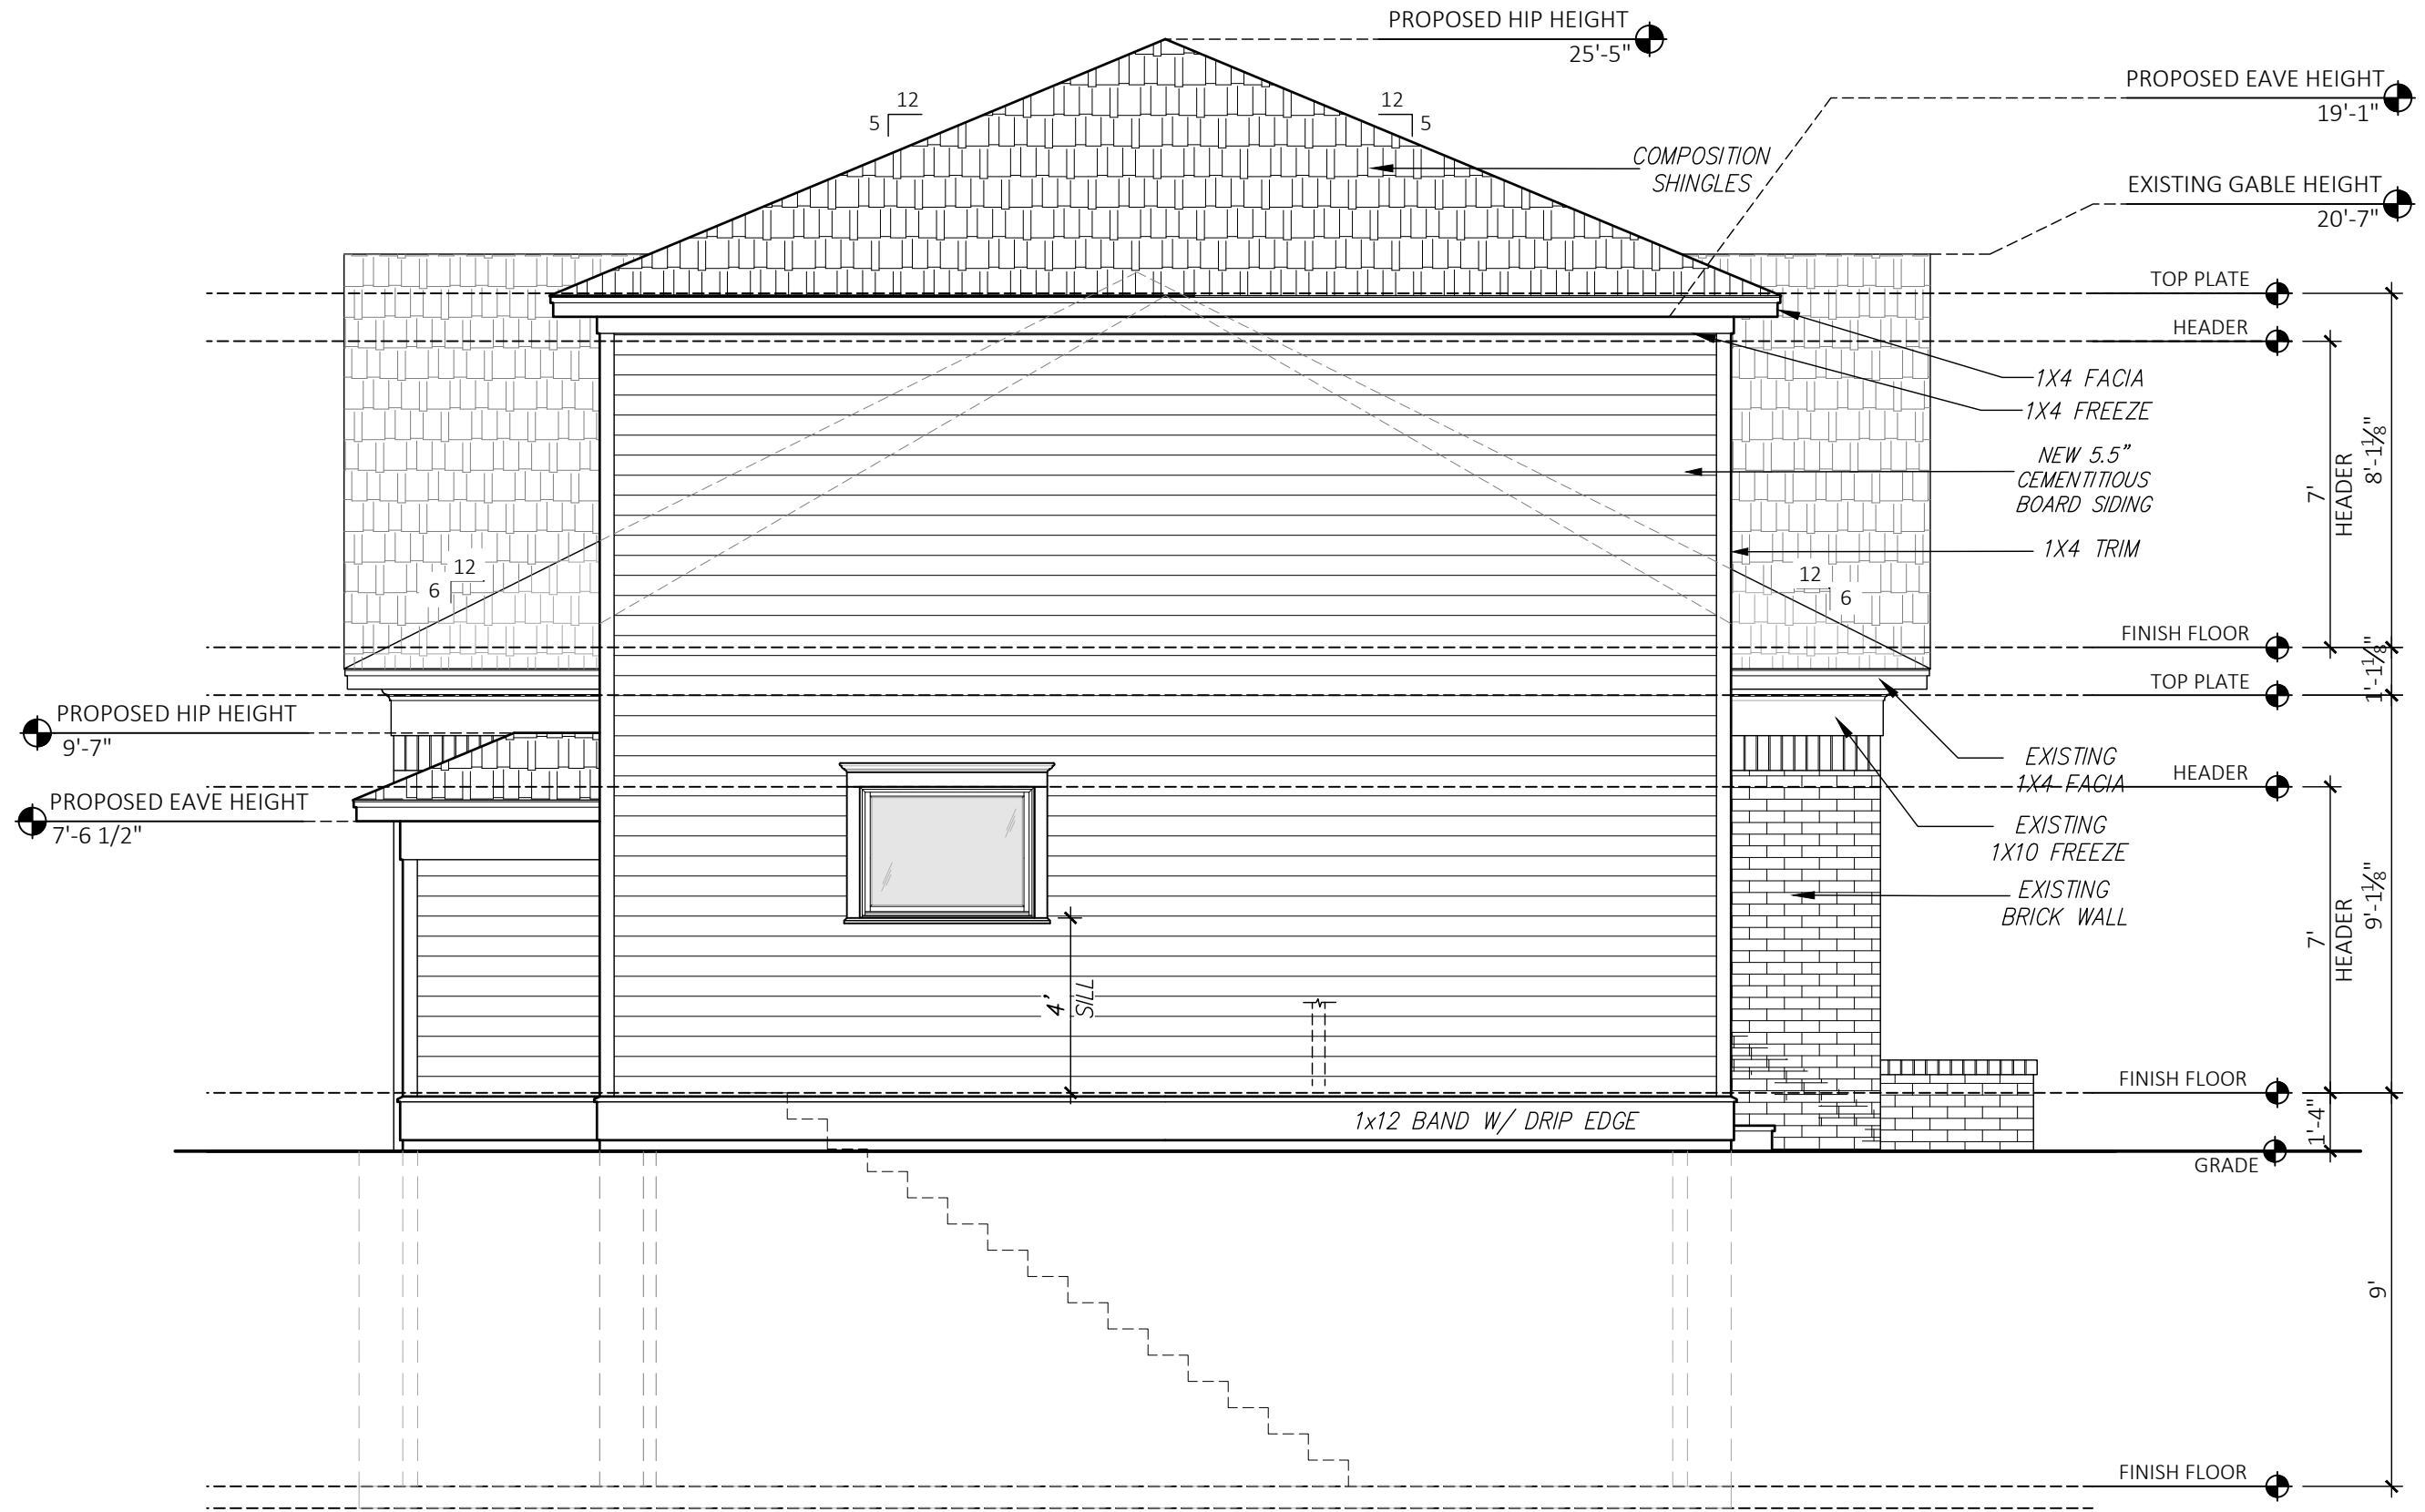 PROPOSED HIP HEIGHT
25'-5"
PROPOSED EAVE HEIGHT
19'-1"
12
5
12
5
COMPOSITION
SHINGLES
EXISTING GABLE HEIGHT
20'-7"
TOP PLATE
HEADER
1X4 FACIA
1X4 FREEZE
NEW 5.5"
CEMENTITIOUS
BOARD SIDING
7'
HEADER
8'-1⅛"
1X4 TRIM
12
6
12
6
FINISH FLOOR
1'-1⅛"
TOP PLATE
PROPOSED HIP HEIGHT
9'-7"
EXISTING
1X4 FACIA
HEADER
PROPOSED EAVE HEIGHT
7'-6 1/2"
EXISTING
1X10 FREEZE
EXISTING
BRICK WALL
7'
HEADER
9'-1⅛"
4'
SILL
FINISH FLOOR
1x12 BAND W/ DRIP EDGE
1'-4"
GRADE
9'
FINISH FLOOR